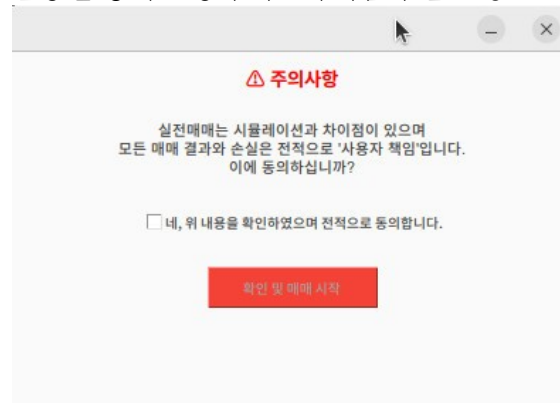 ⚠ 주의사항
실전매매는 시뮬레이션과 차이점이 있으며
모든 매매 결과와 손실은 전적으로 '사용자 책임'입니다.
이에 동의하십니까?
네, 위 내용을 확인하였으며 전적으로 동의합니다.
확인 및 매매 시작